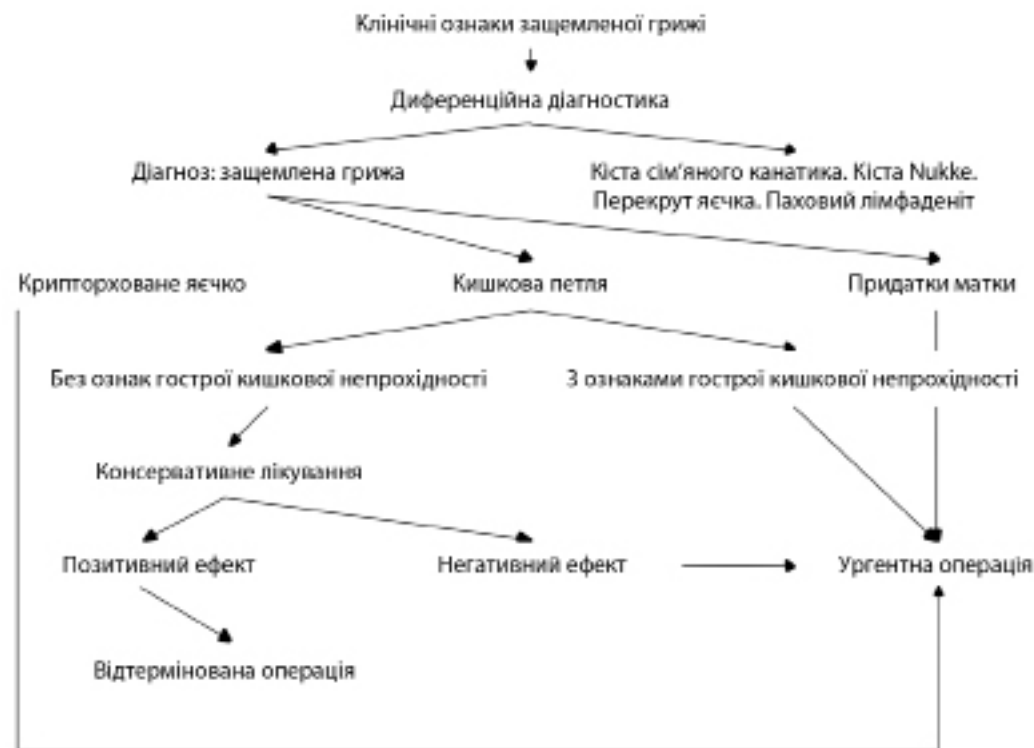 Клінічні ознаки защемленої грижі
Диференційна діагностика
Діагноз: защемлена грижа
Кіста сім'яного канатика. Кіста Nukke.
Перекрут яєчка. Паховий лімфаденіт
Крипторховане яєчко
Кишкова петля
Придатки матки
Без ознак гострої кишкової непрохідності
З ознаками гострої кишкової непрохідності
Консервативне лікування
Позитивний ефект
Негативний ефект
Ургентна операція
Відтермінована операція